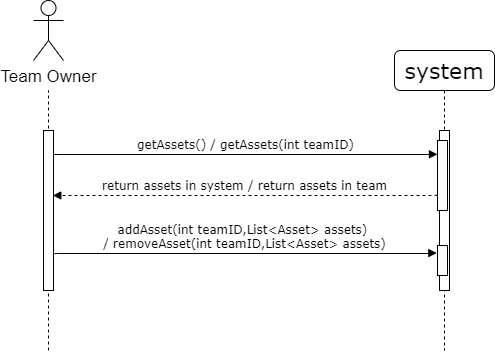 Team Owner
system
getAssets() / getAssets(int teamID)
return assets in system / return assets in team
addAsset(int teamID,List<Asset> assets)
/ removeAsset(int teamID,List<Asset> assets)